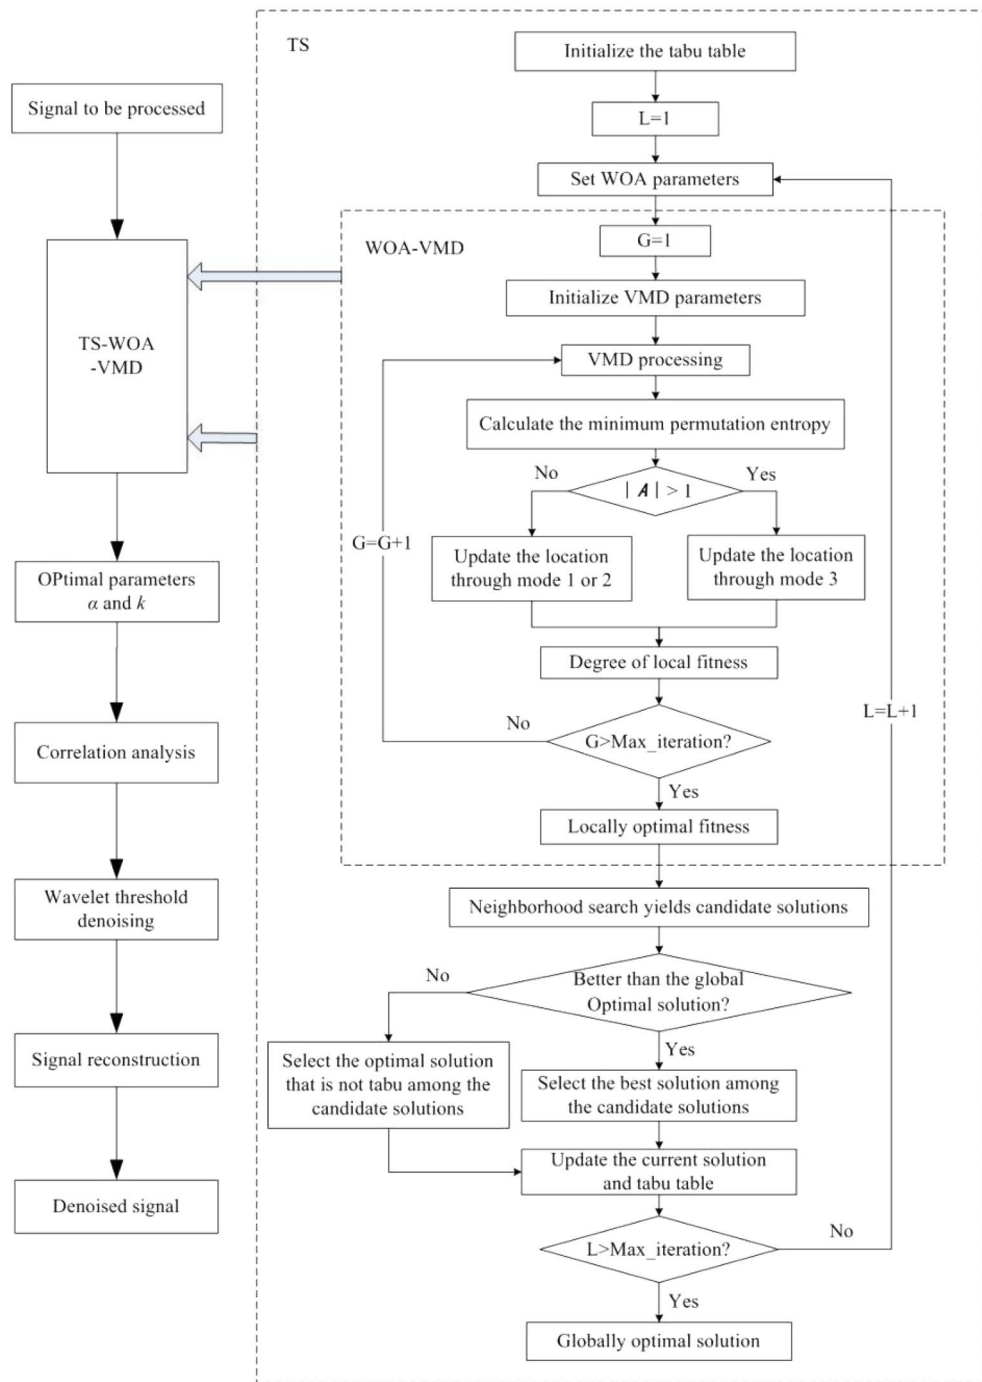 Signal to be processed
TS-WOA
-VMD
OPtimal parameters
α and k
Correlation analysis
Wavelet threshold
denoising
Signal reconstruction
Denoised signal
TS
Initialize the tabu table
L=1
Set WOA parameters
WOA-VMD
G=1
Initialize VMD parameters
VMD processing
Calculate the minimum permutation entropy
No
Yes
| A | > 1
G=G+1
Update the location
through mode 1 or 2
Update the location
through mode 3
Degree of local fitness
L=L+1
No
G>Max_iteration?
Yes
Locally optimal fitness
Neighborhood search yields candidate solutions
No
Better than the global
Optimal solution?
Yes
Select the optimal solution
that is not tabu among the
candidate solutions
Select the best solution among
the candidate solutions
Update the current solution
and tabu table
No
L>Max_iteration?
Yes
Globally optimal solution